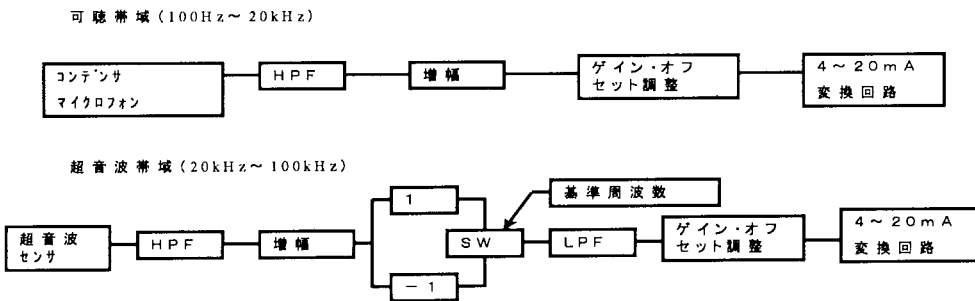 可聴帯域(100Hz～20kHz)
コンデンサ
マイクロフォン
HPF
増幅
ゲイン・オフ
セット調整
4～20mA
変換回路
超音波帯域(20kHz～100kHz)
超音波
センサ
HPF
増幅
1
－1
SW
基準周波数
LPF
ゲイン・オフ
セット調整
4～20mA
変換回路